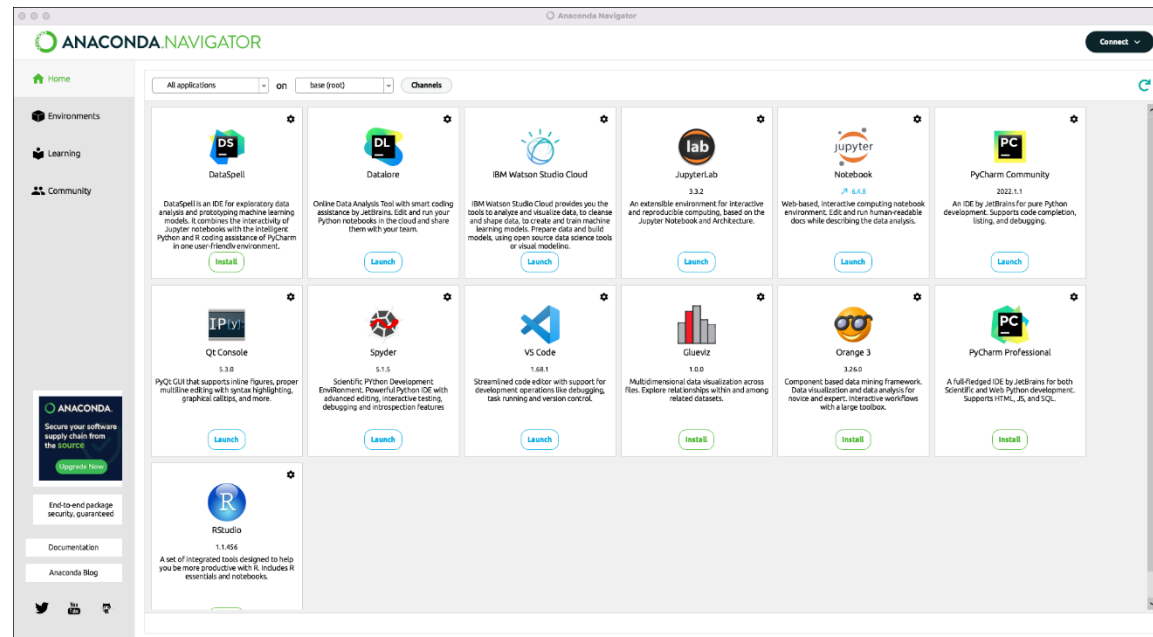 Anaconda Navigator
ANACONDA.NAVIGATOR
Connect
Home
Environments
Learning
Community
All applications
on
base (root)
Channels
DS
DataSpell
DataSpell is an IDE for exploratory data
analysis and prototyping machine learning
models. It combines the interactivity of
Jupyter notebooks with the intelligent
Python and R coding assistance of PyCharm
in one user-friendly environment.
Install
DL
Datalore
Online Data Analysis Tool with smart coding
assistance by JetBrains. Edit and run your
Python notebooks in the cloud and share
them with your team.
Launch
IBM Watson Studio Cloud
IBM Watson Studio Cloud provides you the
tools to analyze and visualize data, to cleanse
and shape data, to create and train machine
learning models. Prepare data and build
models, using open source data science tools
or visual modeling.
Launch
lab
JupyterLab
3.3.2
An extensible environment for interactive
and reproducible computing, based on the
Jupyter Notebook and Architecture.
Launch
jupyter
Notebook
6.4.8
Web-based, interactive computing notebook
environment. Edit and run human-readable
docs while describing the data analysis.
Launch
PC
PyCharm Community
2022.1.1
An IDE by JetBrains for pure Python
development. Supports code completion,
listing, and debugging.
Launch
IP[y]:
Qt Console
5.3.0
PyQt GUI that supports inline figures, proper
multiline editing with syntax highlighting,
graphical calltips, and more.
Launch
Spyder
5.1.5
Scientific PYthon Development
EnviRonment. Powerful Python IDE with
advanced editing, interactive testing,
debugging and introspection features
Launch
VS Code
1.68.1
Streamlined code editor with support for
development operations like debugging,
task running and version control.
Launch
Glueviz
1.0.0
Multidimensional data visualization across
files. Explore relationships within and among
related datasets.
Install
Orange 3
3.26.0
Component based data mining framework.
Data visualization and data analysis for
novice and expert. Interactive workflows
with a large toolbox.
Install
PC
PyCharm Professional
A full-fledged IDE by JetBrains for both
Scientific and Web Python development.
Supports HTML, JS, and SQL.
Install
R
RStudio
1.1.456
A set of integrated tools designed to help
you be more productive with R. Includes R
essentials and notebooks.
ANACONDA.
Secure your software
supply chain from
the source
Upgrade Now
End-to-end package
security, guaranteed
Documentation
Anaconda Blog
You
Tube